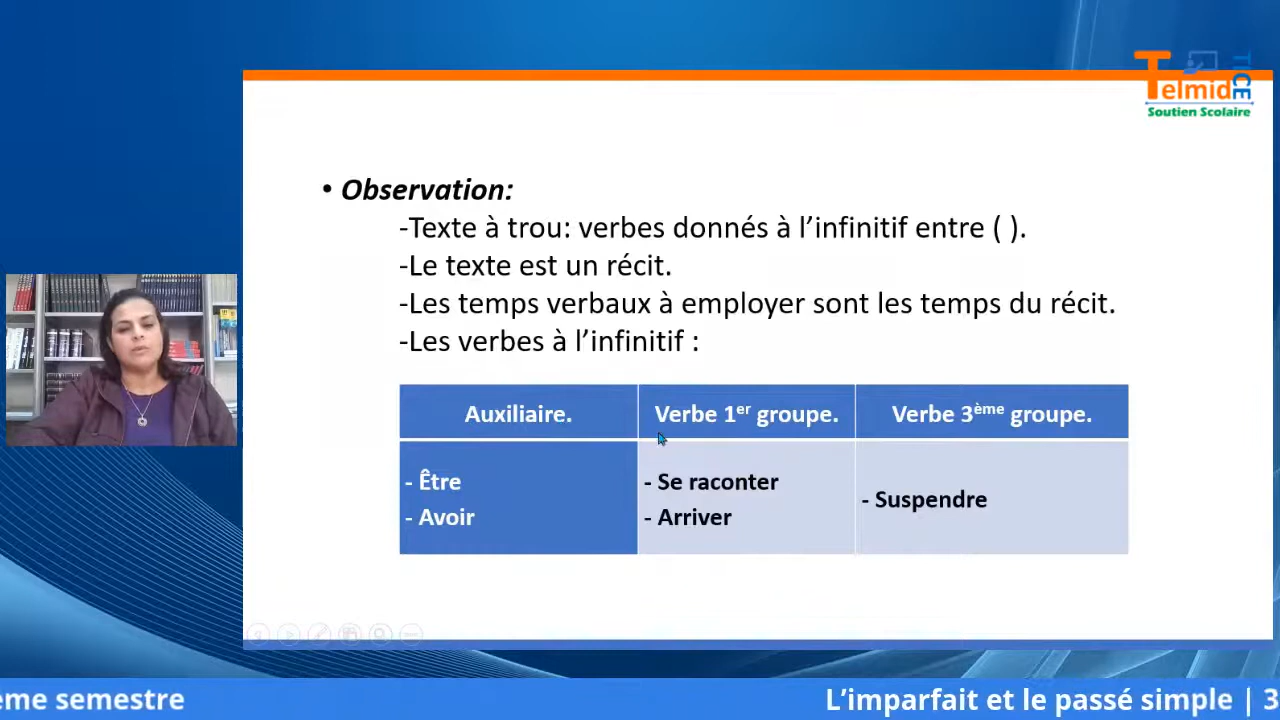 Telmid TICE
Soutien Scolaire
• Observation:
-Texte à trou: verbes donnés à l’infinitif entre ( ).
-Le texte est un récit.
-Les temps verbaux à employer sont les temps du récit.
-Les verbes à l’infinitif :
Auxiliaire. Verbe 1er groupe. Verbe 3ème groupe.
- Être
- Avoir
- Se raconter
- Arriver
- Suspendre
ème semestre L’imparfait et le passé simple | 3